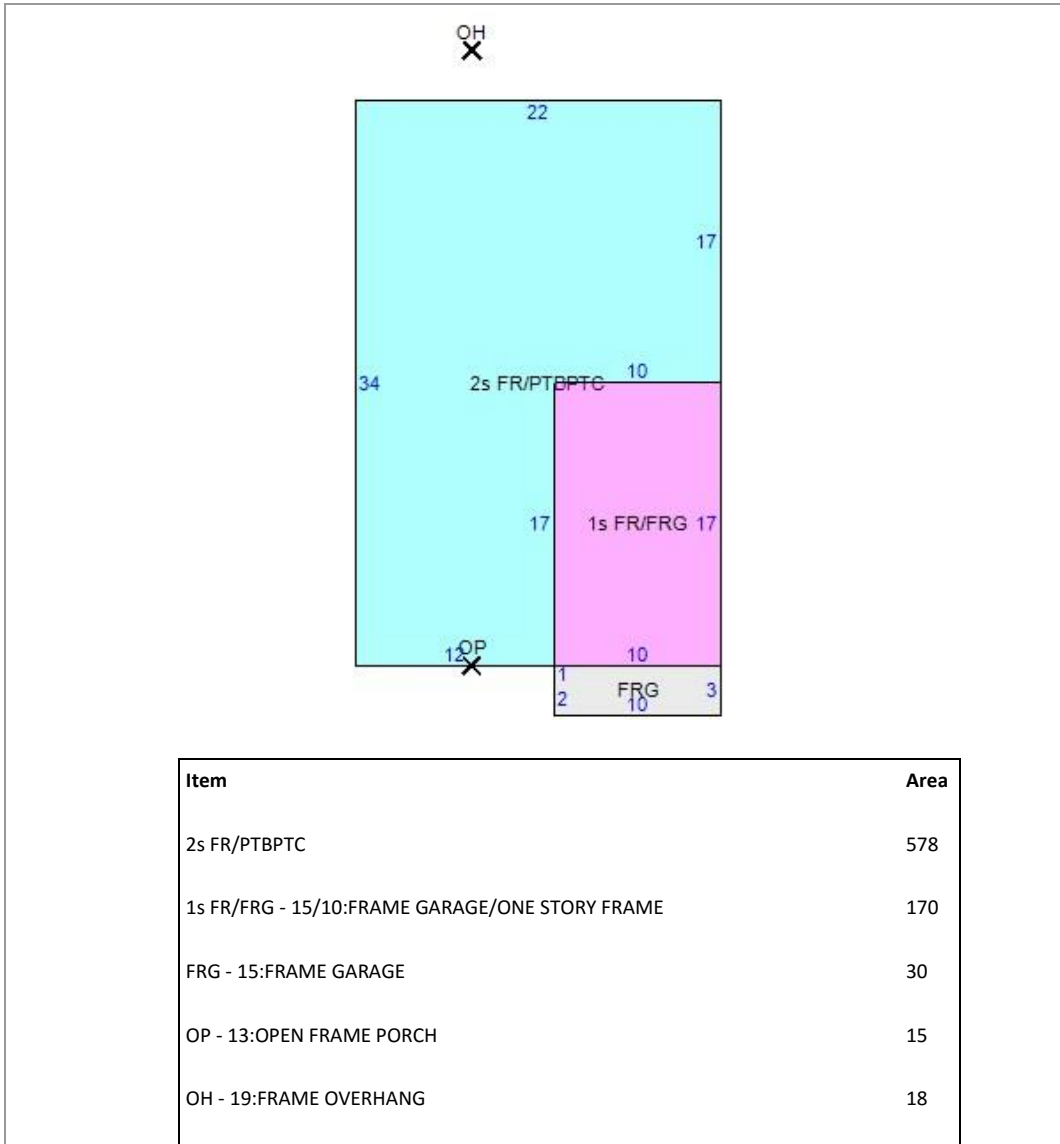 OH
22
17
34
2s FR/PTBPTC
10
17
1s FR/FRG 17
12
OP
10
1
2
FRG
3
10
Item Area
2s FR/PTBPTC 578
1s FR/FRG - 15/10:FRAME GARAGE/ONE STORY FRAME 170
FRG - 15:FRAME GARAGE 30
OP - 13:OPEN FRAME PORCH 15
OH - 19:FRAME OVERHANG 18